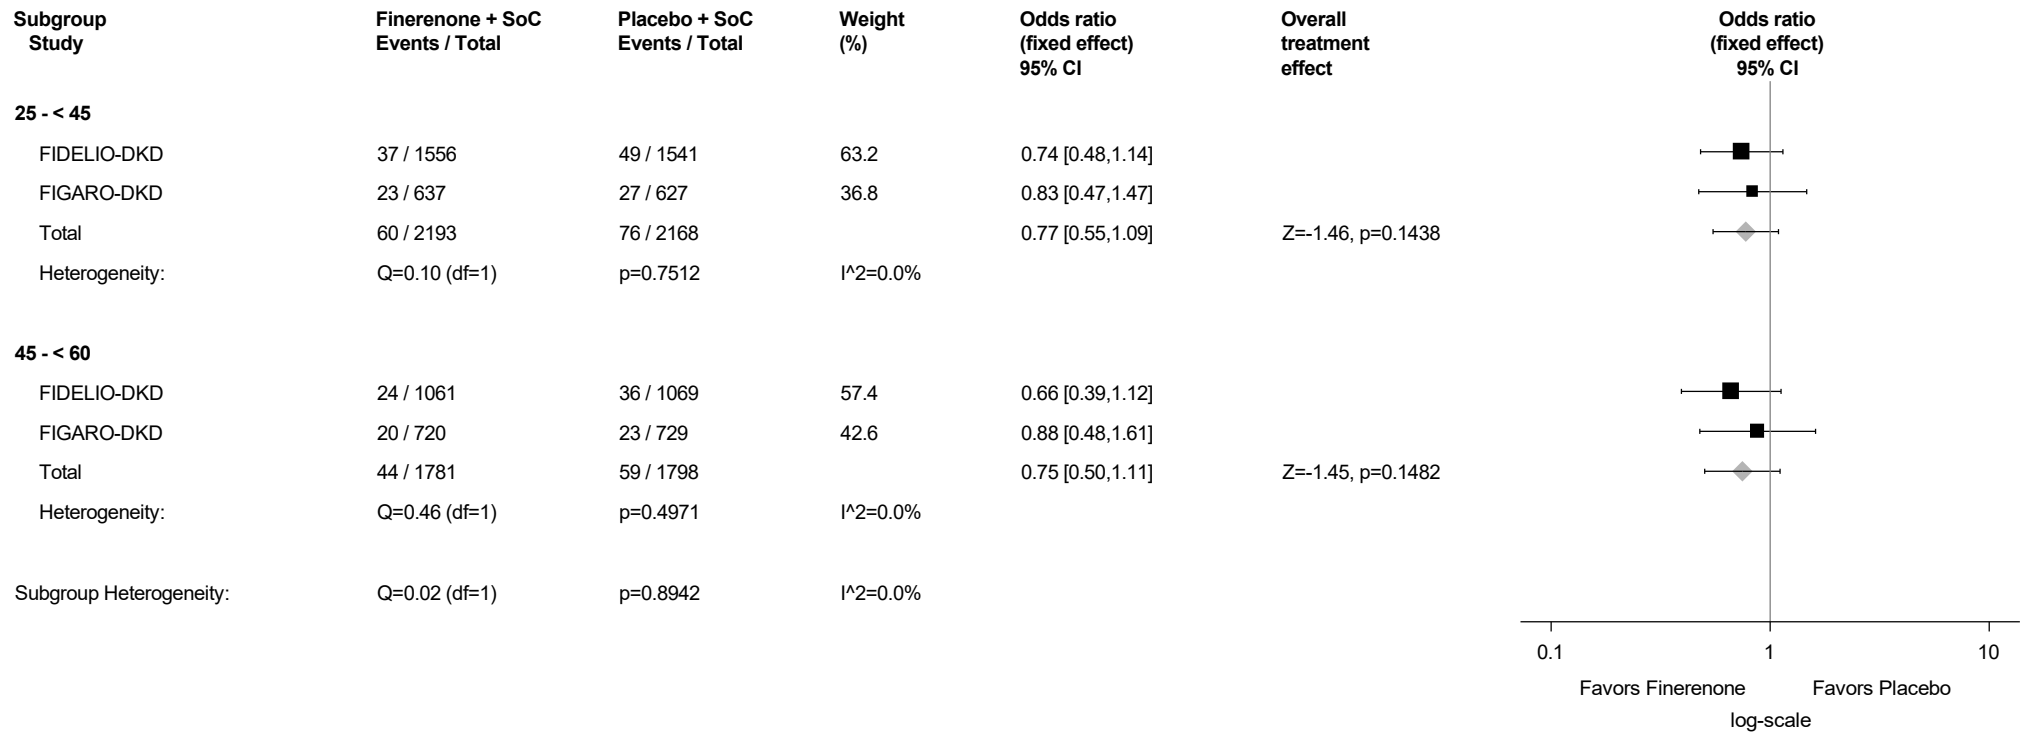 Subgroup Finerenone + SoC Placebo + SoC Weight Odds ratio Overall Odds ratio
Study Events / Total Events / Total (%) (fixed effect) treatment (fixed effect)
95% CI effect 95% CI
25 - < 45
FIDELIO-DKD 37 / 1556 49 / 1541 63.2 0.74 [0.48,1.14]
FIGARO-DKD 23 / 637 27 / 627 36.8 0.83 [0.47,1.47]
Total 60 / 2193 76 / 2168 0.77 [0.55,1.09] Z=-1.46, p=0.1438
Heterogeneity: Q=0.10 (df=1) p=0.7512 I^2=0.0%
45 - < 60
FIDELIO-DKD 24 / 1061 36 / 1069 57.4 0.66 [0.39,1.12]
FIGARO-DKD 20 / 720 23 / 729 42.6 0.88 [0.48,1.61]
Total 44 / 1781 59 / 1798 0.75 [0.50,1.11] Z=-1.45, p=0.1482
Heterogeneity: Q=0.46 (df=1) p=0.4971 I^2=0.0%
Subgroup Heterogeneity: Q=0.02 (df=1) p=0.8942 I^2=0.0%
0.1 1 10
Favors Finerenone Favors Placebo
log-scale